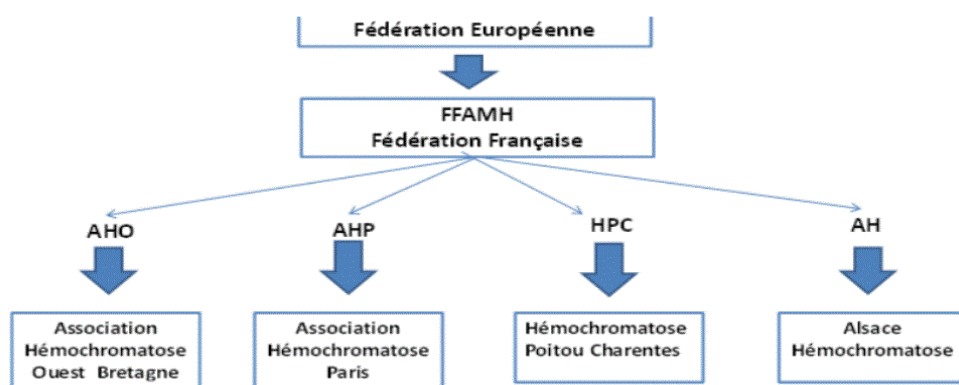 Fédération Européenne
FFAMH
Fédération Française
AHO
AHP
HPC
AH
Association
Hémochromatose
Ouest Bretagne
Association
Hémochromatose
Paris
Hémochromatose
Poitou Charentes
Alsace
Hémochromatose